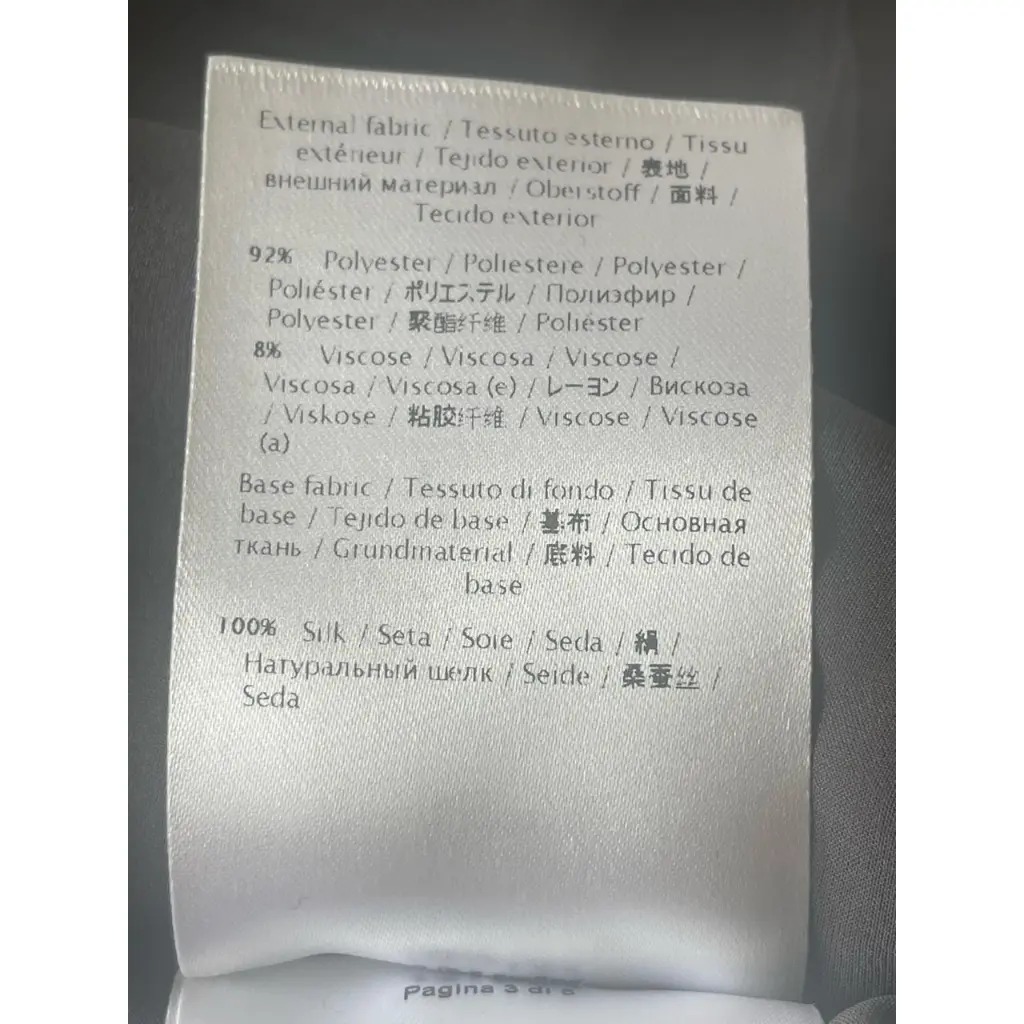 External fabric / Tessuto esterno / Tissu
extérieur / Tejido exterior / 表地 /
внешний материал / Oberstoff / 面料 /
Tecido exterior
92% Polyester / Poliestere / Polyester /
Poliéster / ポリエステル / Полиэфир /
Polyester / 聚酯纤维 / Poliéster
8% Viscose / Viscosa / Viscose /
Viscosa / Viscosa (e) / レーヨン / Вискоза
/ Viskose / 粘胶纤维 / Viscose / Viscose
(a)
Base fabric / Tessuto di fondo / Tissu de
base / Tejido de base / 基布 / Основная
ткань / Grundmaterial / 底料 / Tecido de
base
100% Silk / Seta / Soie / Seda / 絹 /
Натуральный шелк / Seide / 桑蚕丝 /
Seda
Pagina 3 di